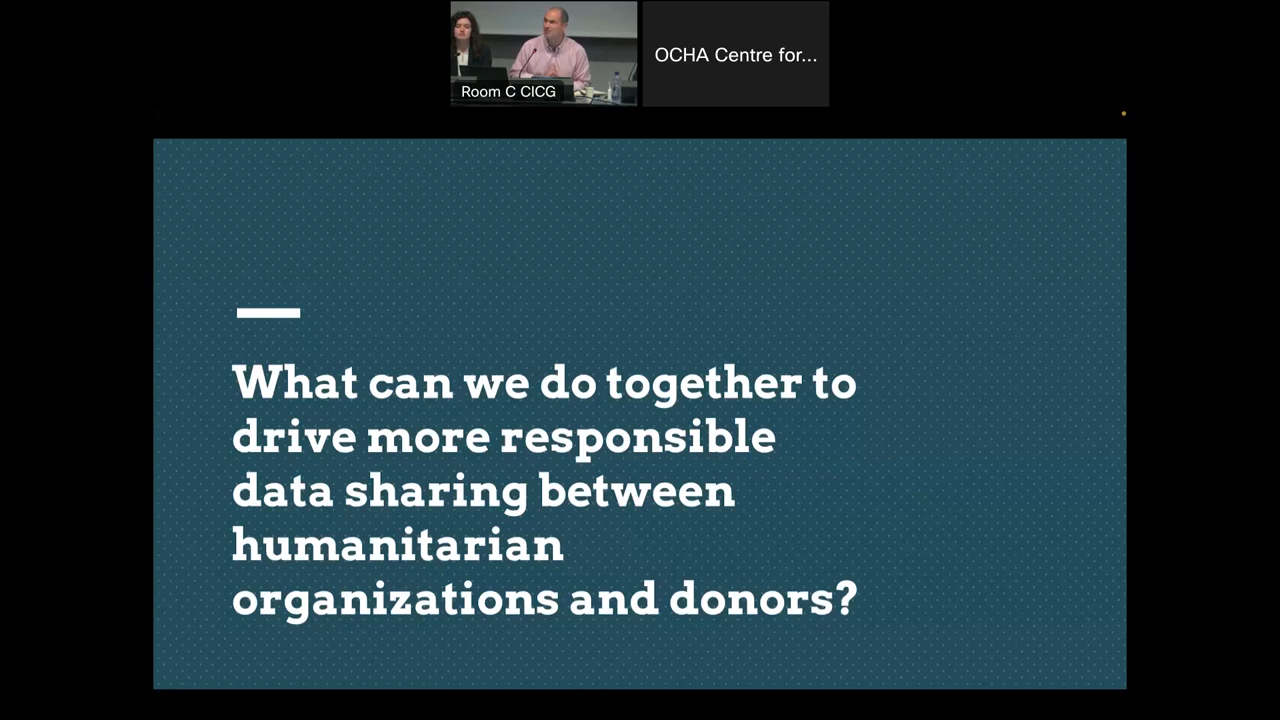 OCHA Centre for...
Room C CICG
What can we do together to
drive more responsible
data sharing between
humanitarian
organizations and donors?